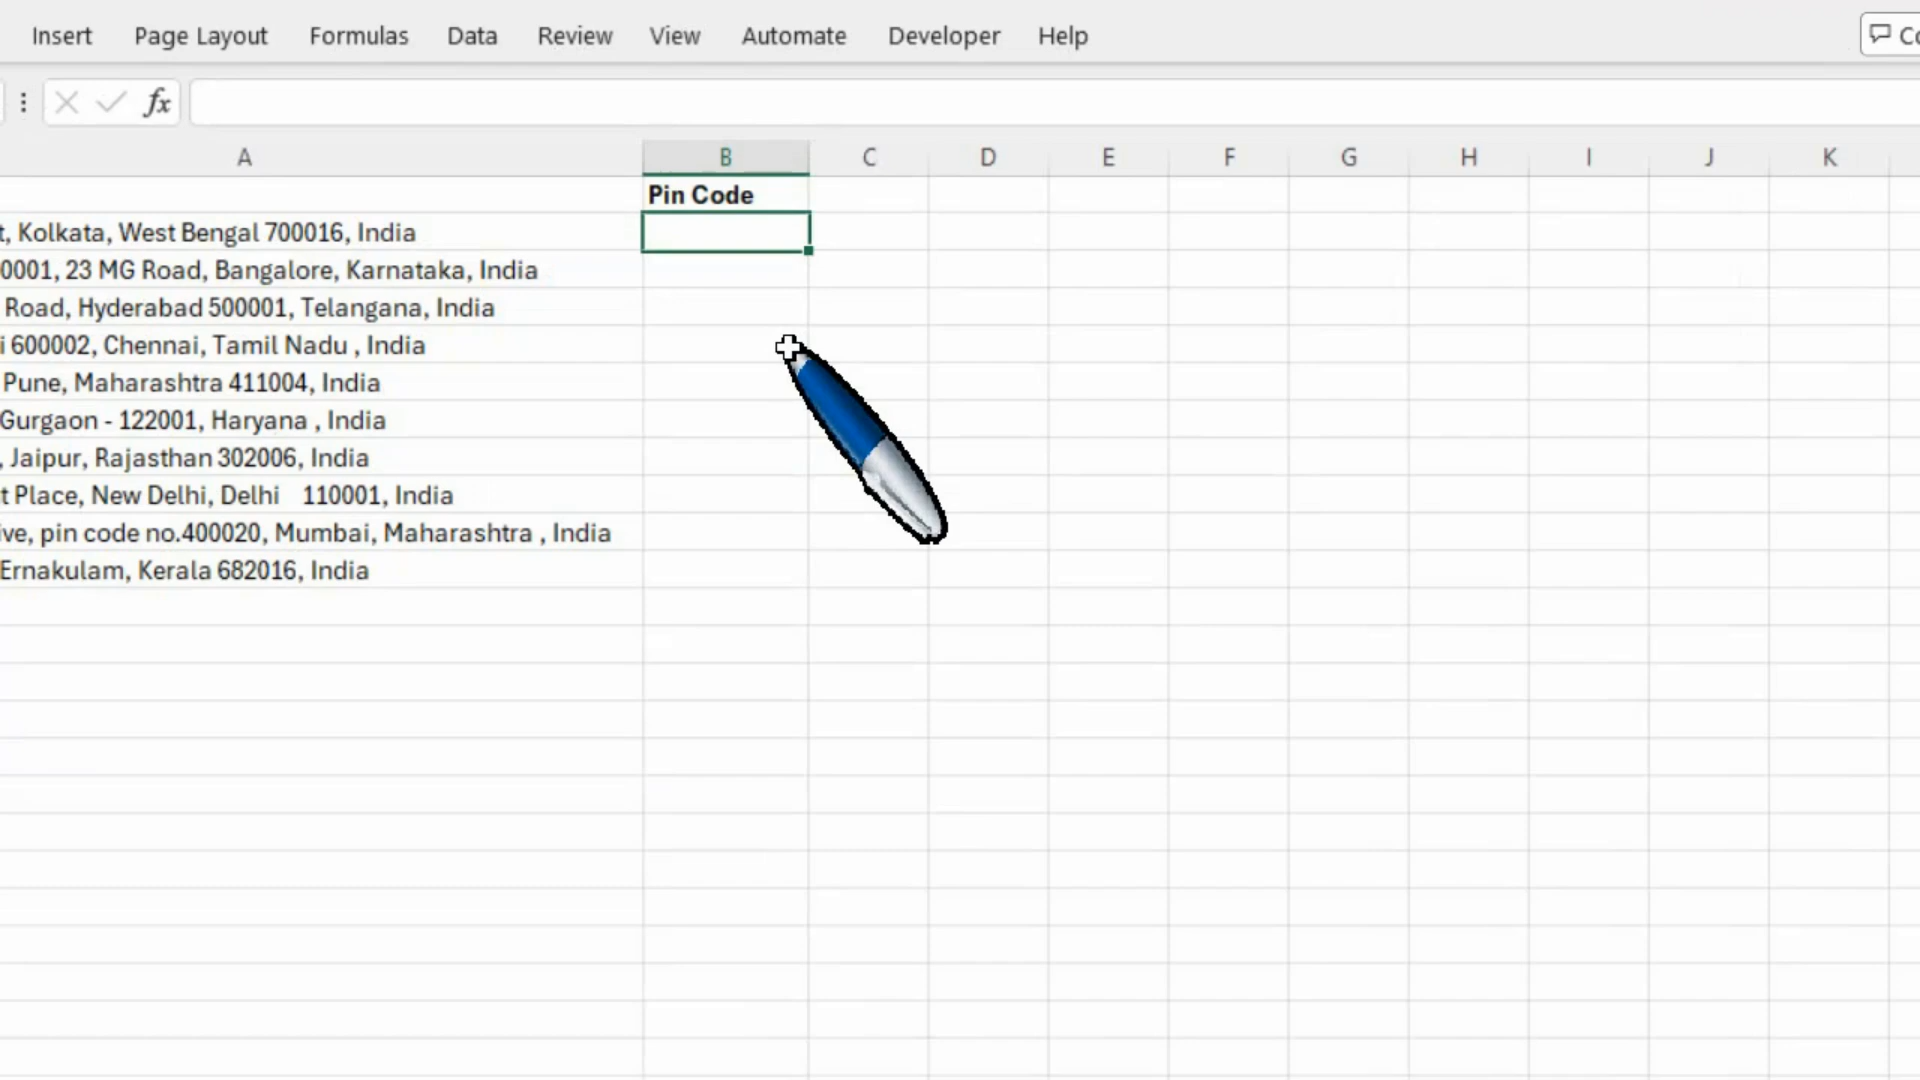 Insert Page Layout Formulas Data Review View Automate Developer Help
fx
A B C D E F G H I J K
Pin Code
, Kolkata, West Bengal 700016, India
0001, 23 MG Road, Bangalore, Karnataka, India
Road, Hyderabad 500001, Telangana, India
600002, Chennai, Tamil Nadu , India
Pune, Maharashtra 411004, India
Gurgaon - 122001, Haryana , India
, Jaipur, Rajasthan 302006, India
Place, New Delhi, Delhi 110001, India
pin code no.400020, Mumbai, Maharashtra , India
Ernakulam, Kerala 682016, India